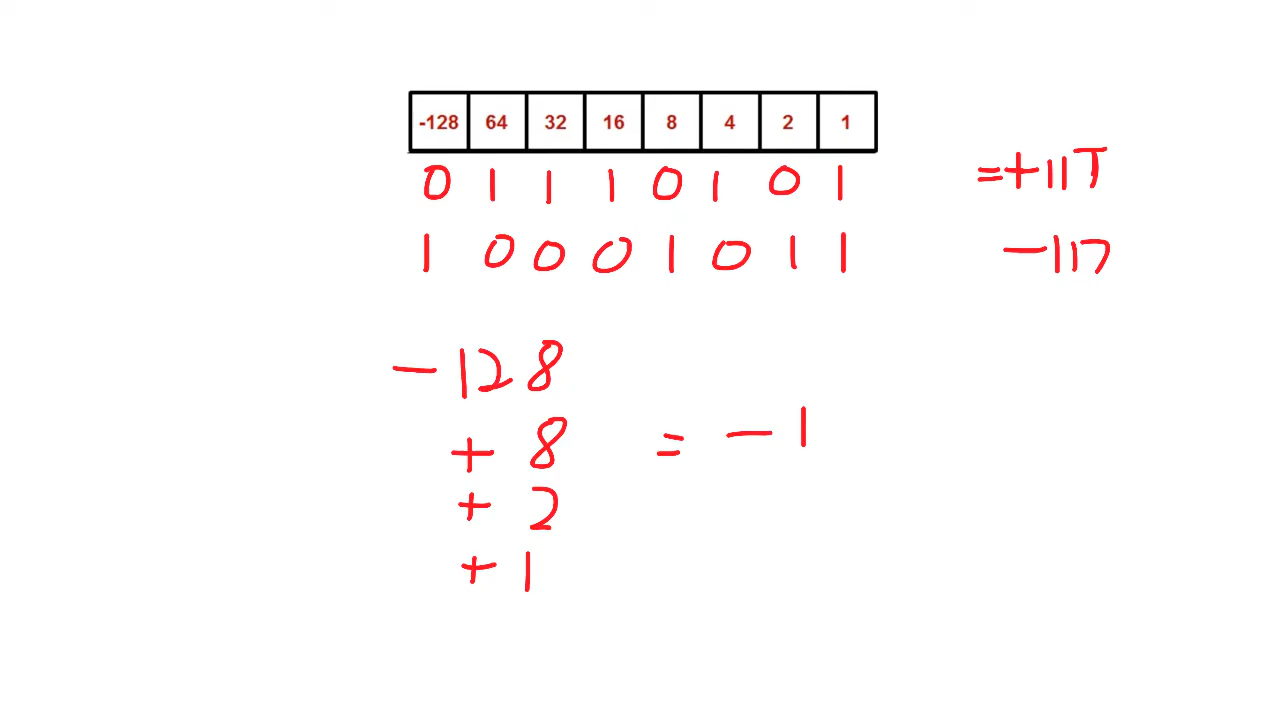 -128 64 32 16 8 4 2 1
0 1 1 1 0 1 0 1 =+117
1 0 0 0 1 0 1 1 -117
-128
+ 8 = -1
+ 2
+ 1